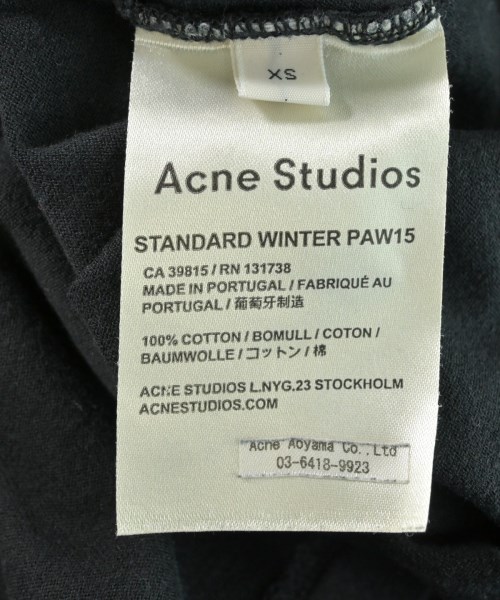 XS
Acne Studios
STANDARD WINTER PAW15
CA 39815 / RN 131738
MADE IN PORTUGAL / FABRIQUÉ AU
PORTUGAL / 葡萄牙制造
100% COTTON / BOMULL / COTON /
BAUMWOLLE / コットン / 棉
ACNE STUDIOS L.NYG.23 STOCKHOLM
ACNESTUDIOS.COM
Acne Aoyama Co.,Ltd
03-6418-9923